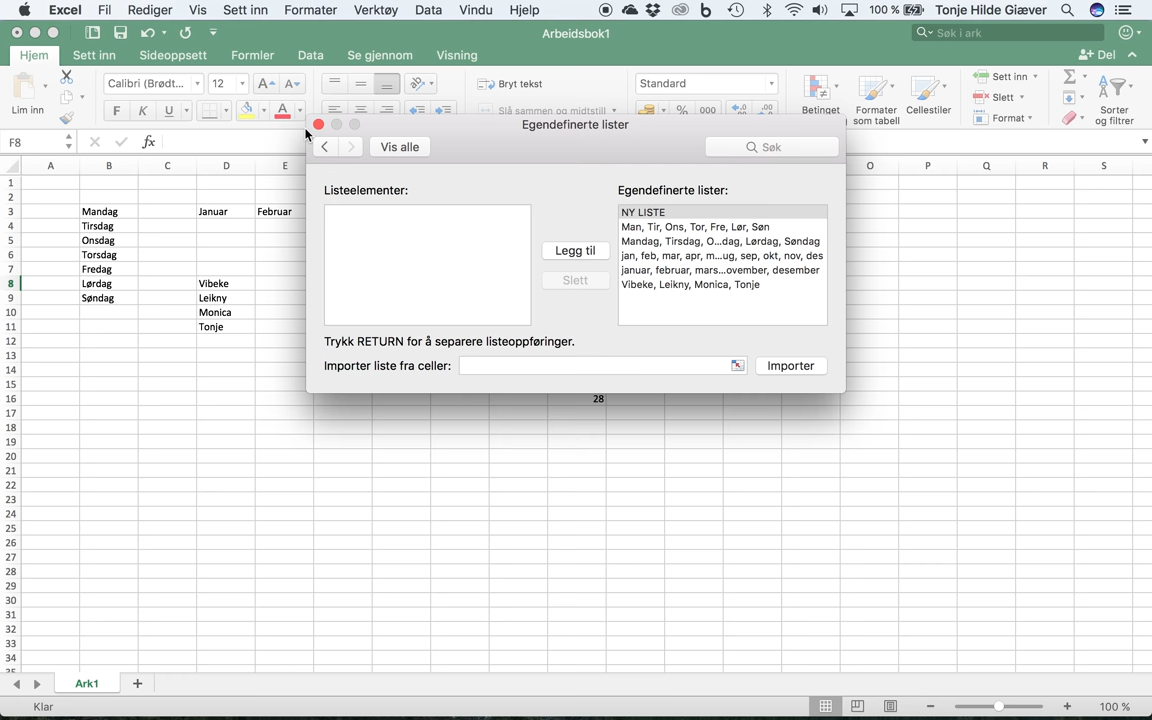 Excel Fil Rediger Vis Sett inn Formater Verktøy Data Vindu Hjelp 100 % Tonje Hilde Giæver
Arbeidsbok1 Søk i ark
Hjem Sett inn Sideoppsett Formler Data Se gjennom Visning Del
Lim inn Calibri (Brødt... 12 A A Bryt tekst Standard Sett inn
F K U A Slå sammen og midtstill % 000 Slett
Betinget Formater som tabell Cellestiler Format Sorter og filtrer
F8 fx
Egendefinerte lister
Vis alle Søk
A B C D E O P Q R S
Listeelementer: Egendefinerte lister:
NY LISTE
Man, Tir, Ons, Tor, Fre, Lør, Søn
Mandag, Tirsdag, O...dag, Lørdag, Søndag
jan, feb, mar, apr, m...ug, sep, okt, nov, des
januar, februar, mars...ovember, desember
Vibeke, Leikny, Monica, Tonje
Legg til
Slett
Trykk RETURN for å separere listeoppføringer.
Importer liste fra celler: Importer
1
2
3 Mandag Januar Februar
4 Tirsdag
5 Onsdag
6 Torsdag
7 Fredag
8 Lørdag Vibeke
9 Søndag Leikny
10 Monica
11 Tonje
12
13
14
15
16 28
17
18
19
20
21
22
23
24
25
26
27
28
29
30
31
32
33
34
Ark1
Klar 100 %